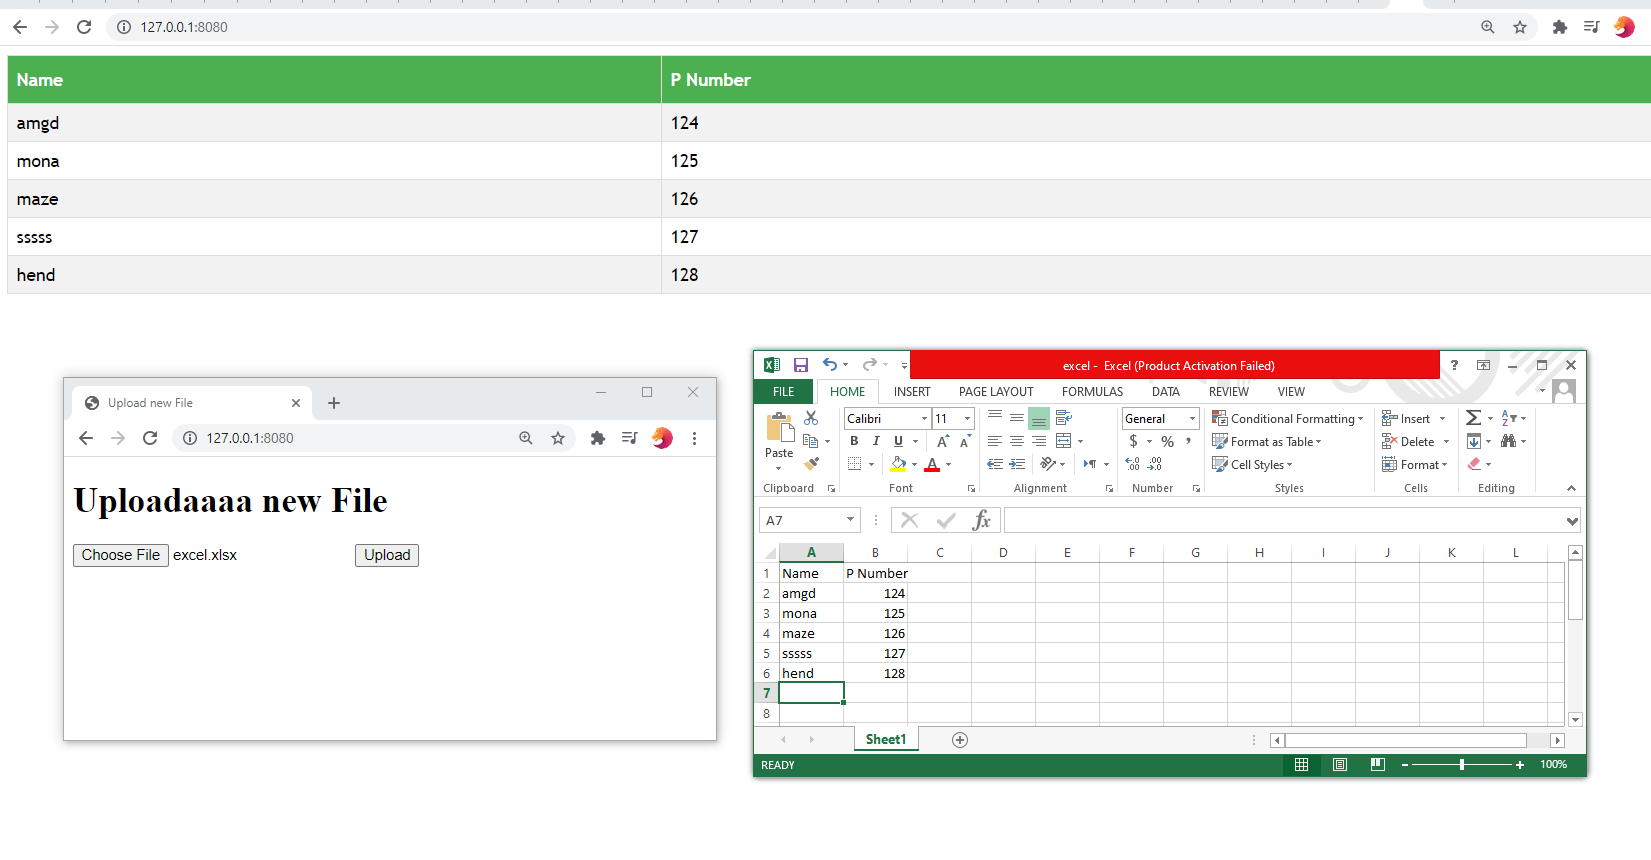 127.0.0.1:8080
Name P Number
amgd 124
mona 125
maze 126
sssss 127
hend 128
Upload new File
127.0.0.1:8080
Uploadaaaa new File
Choose File excel.xlsx Upload
excel - Excel (Product Activation Failed) ?
FILE HOME INSERT PAGE LAYOUT FORMULAS DATA REVIEW VIEW
Calibri 11 General Conditional Formatting Insert
B I U A A $ % , Format as Table Delete
Paste A Cell Styles Format
Clipboard Font Alignment Number Styles Cells Editing
A7 fx
A B C D E F G H I J K L
1 Name P Number
2 amgd 124
3 mona 125
4 maze 126
5 sssss 127
6 hend 128
7
8
Sheet1
READY 100%